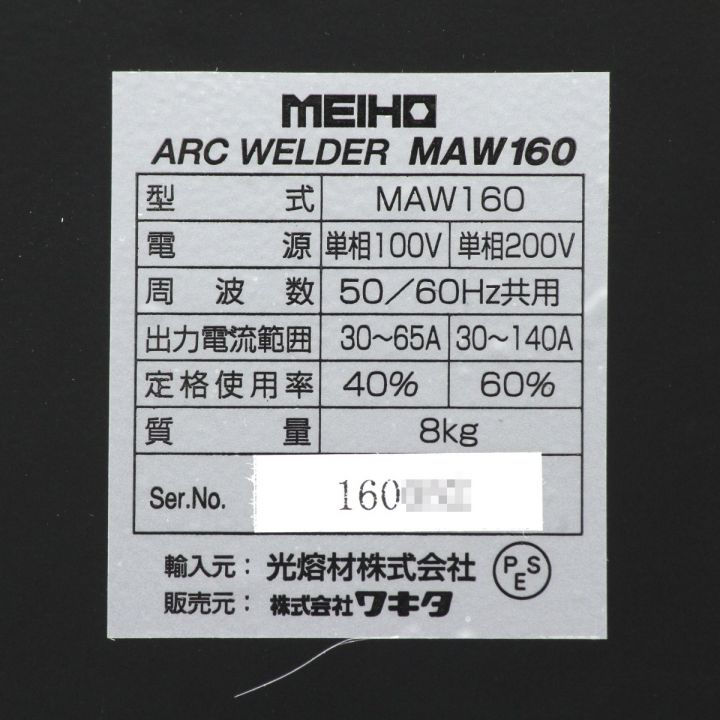 MEIHO
ARC WELDER MAW160
型式 MAW160
電源 単相100V 単相200V
周波数 50/60Hz共用
出力電流範囲 30~65A 30~140A
定格使用率 40% 60%
質量 8kg
Ser.No. 160
輸入元: 光熔材株式会社 PSE
販売元: 株式会社ワキタ